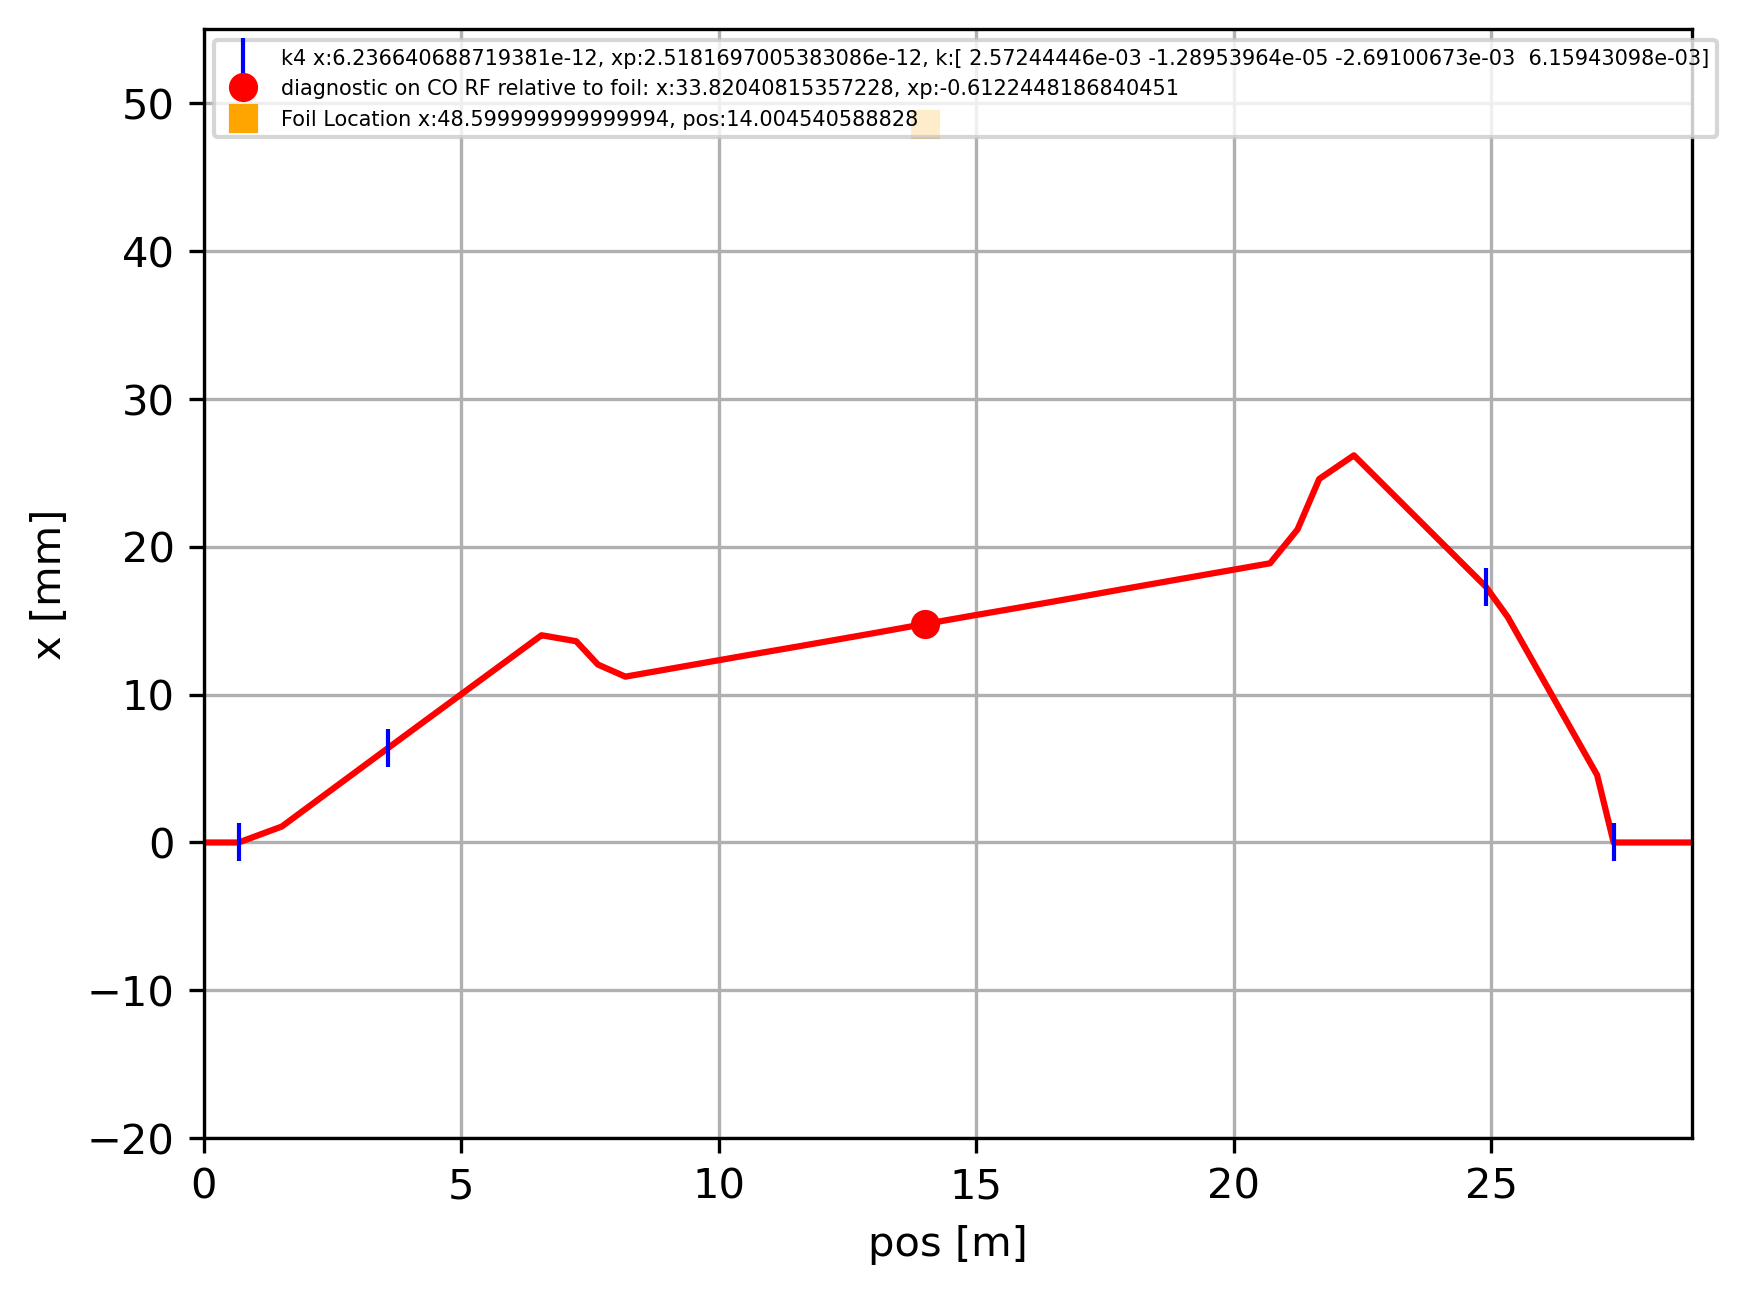 k4 x:6.236640688719381e-12, xp:2.5181697005383086e-12, k:[ 2.57244446e-03 -1.28953964e-05 -2.69100673e-03  6.15943098e-03]
diagnostic on CO RF relative to foil: x:33.82040815357228, xp:-0.6122448186840451
Foil Location x:48.599999999999994, pos:14.004540588828
50
40
30
20
10
0
−10
−20
x [mm]
0 5 10 15 20 25
pos [m]